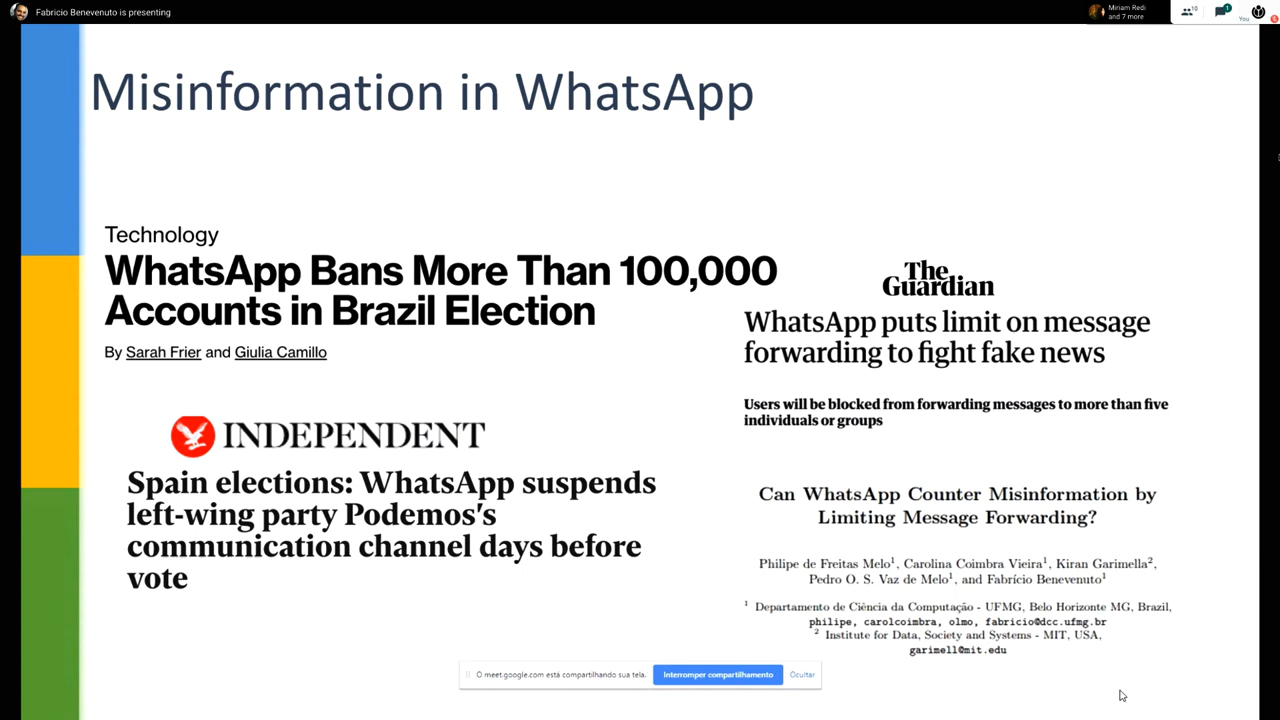 Fabricio Benevenuto is presenting
Miriam Redi
and 7 more
10
1
You
Misinformation in WhatsApp
Technology
WhatsApp Bans More Than 100,000
Accounts in Brazil Election
By Sarah Frier and Giulia Camillo
The
Guardian
WhatsApp puts limit on message
forwarding to fight fake news
Users will be blocked from forwarding messages to more than five
individuals or groups
INDEPENDENT
Spain elections: WhatsApp suspends
left-wing party Podemos's
communication channel days before
vote
Can WhatsApp Counter Misinformation by
Limiting Message Forwarding?
Philipe de Freitas Melo1, Carolina Coimbra Vieira1, Kiran Garimella2,
Pedro O. S. Vaz de Melo1, and Fabrício Benevenuto1
1 Departamento de Ciência da Computação - UFMG, Belo Horizonte MG, Brazil,
philipe, carolcoimbra, olmo, fabricio@dcc.ufmg.br
2 Institute for Data, Society and Systems - MIT, USA,
garimell@mit.edu
O meet.google.com está compartilhando sua tela.
Interromper compartilhamento
Ocultar